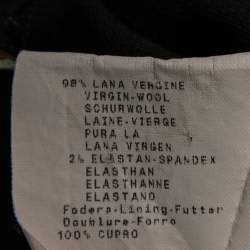 98% LANA VERGINE
VIRGIN-WOOL
SCHURWOLLE
LAINE-VIERGE
PURA LA
LANA VIRGEN
2% ELASTAN-SPANDEX
ELASTHAN
ELASTHANNE
ELASTANO
Fodera-Lining-Futter
Doublure-Forro
100% CUPRO